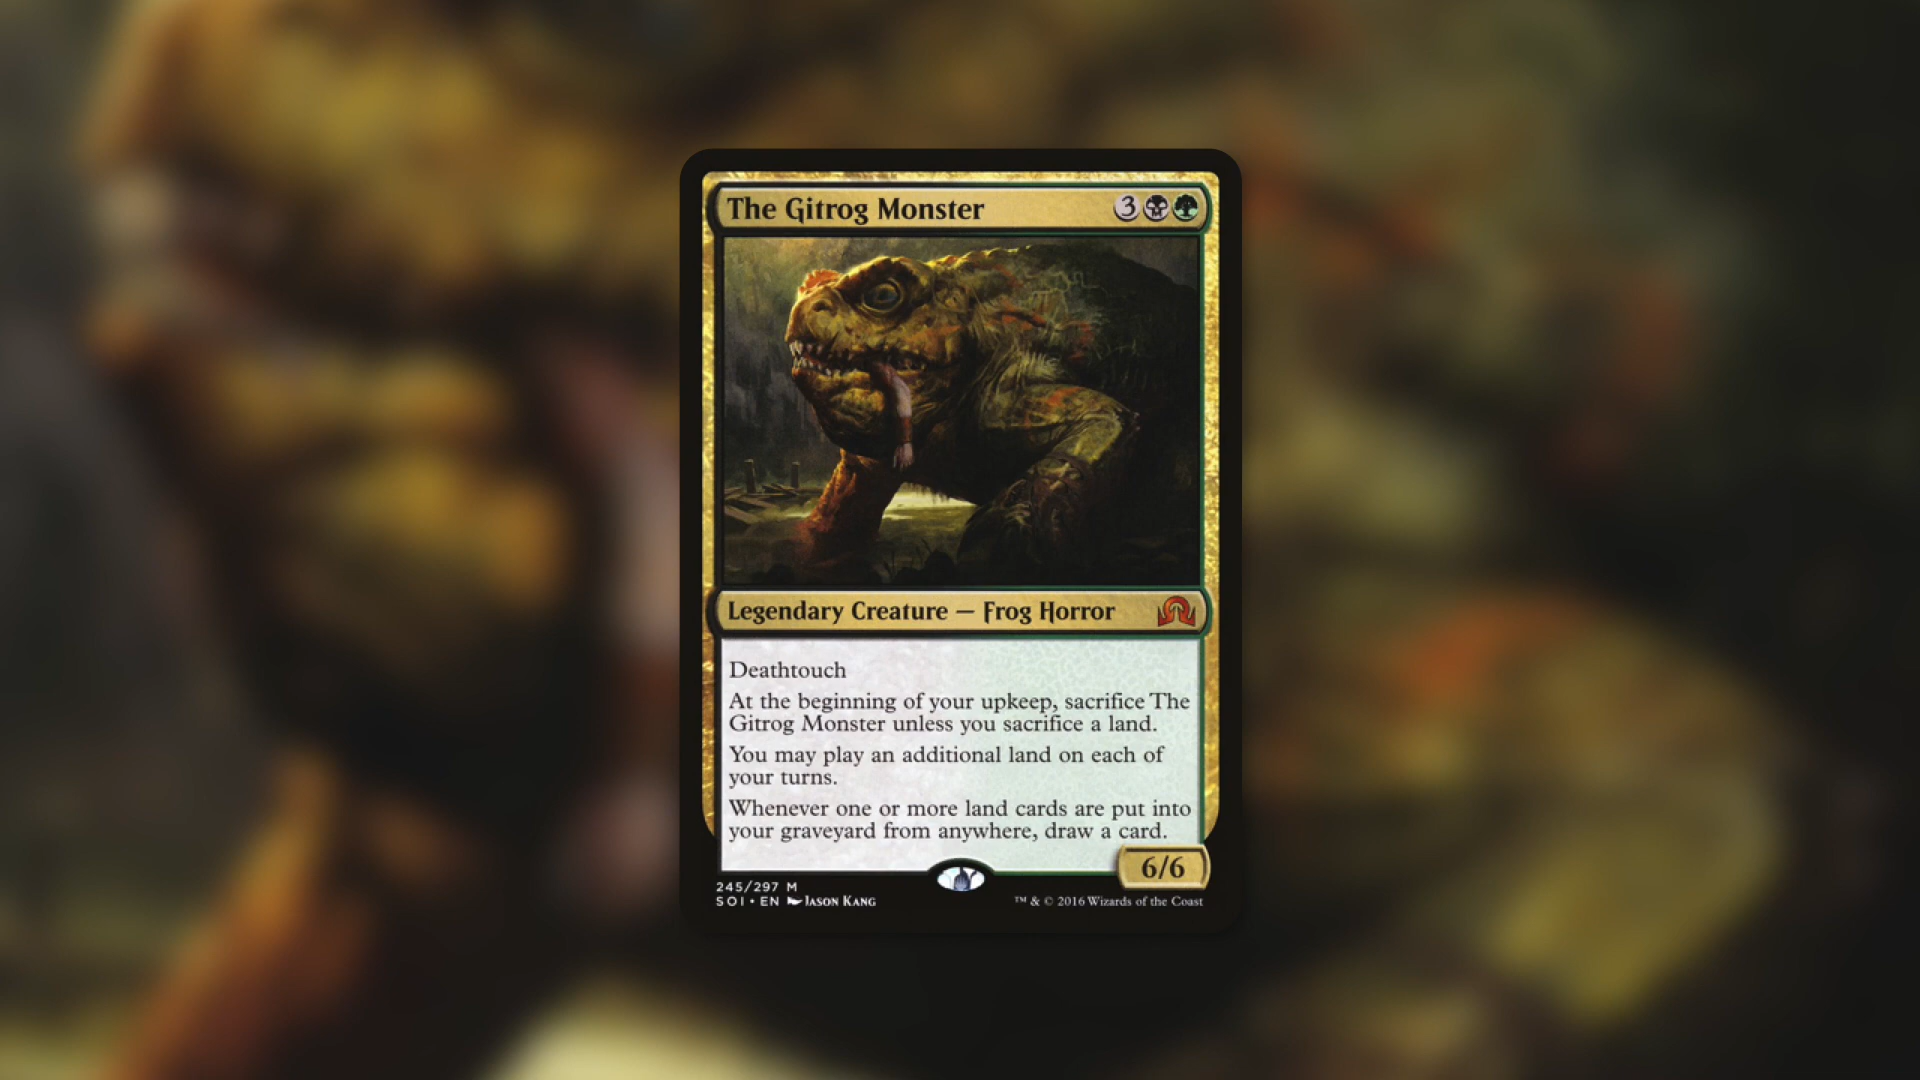 The Gitrog Monster 3
Legendary Creature — Frog Horror
Deathtouch
At the beginning of your upkeep, sacrifice The
Gitrog Monster unless you sacrifice a land.
You may play an additional land on each of
your turns.
Whenever one or more land cards are put into
your graveyard from anywhere, draw a card.
6/6
245/297 M
SOI • EN Jason Kang
™ & © 2016 Wizards of the Coast